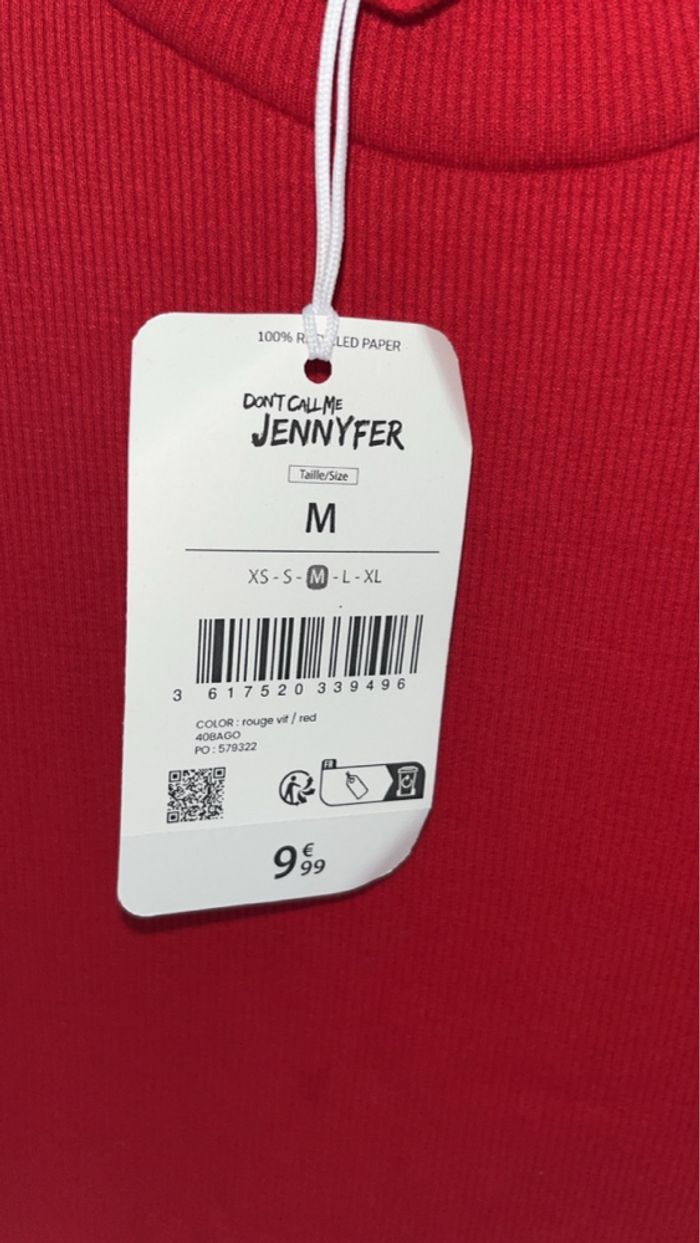 100% R LED PAPER
DON'T CALL ME
JENNYFER
Taille/Size
M
XS - S - M - L - XL
3 617520 339496
COLOR : rouge vif / red
40BAGO
PO : 579322
FR
9€99